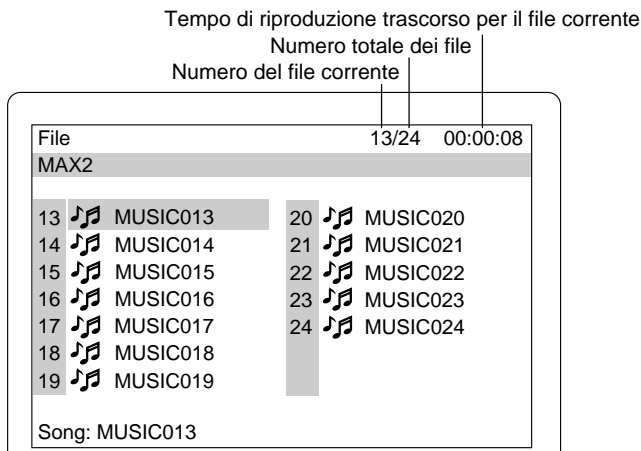 Tempo di riproduzione trascorso per il file corrente
Numero totale dei file
Numero del file corrente
File 13/24 00:00:08
MAX2
13 MUSIC013
14 MUSIC014
15 MUSIC015
16 MUSIC016
17 MUSIC017
18 MUSIC018
19 MUSIC019
20 MUSIC020
21 MUSIC021
22 MUSIC022
23 MUSIC023
24 MUSIC024
Song: MUSIC013